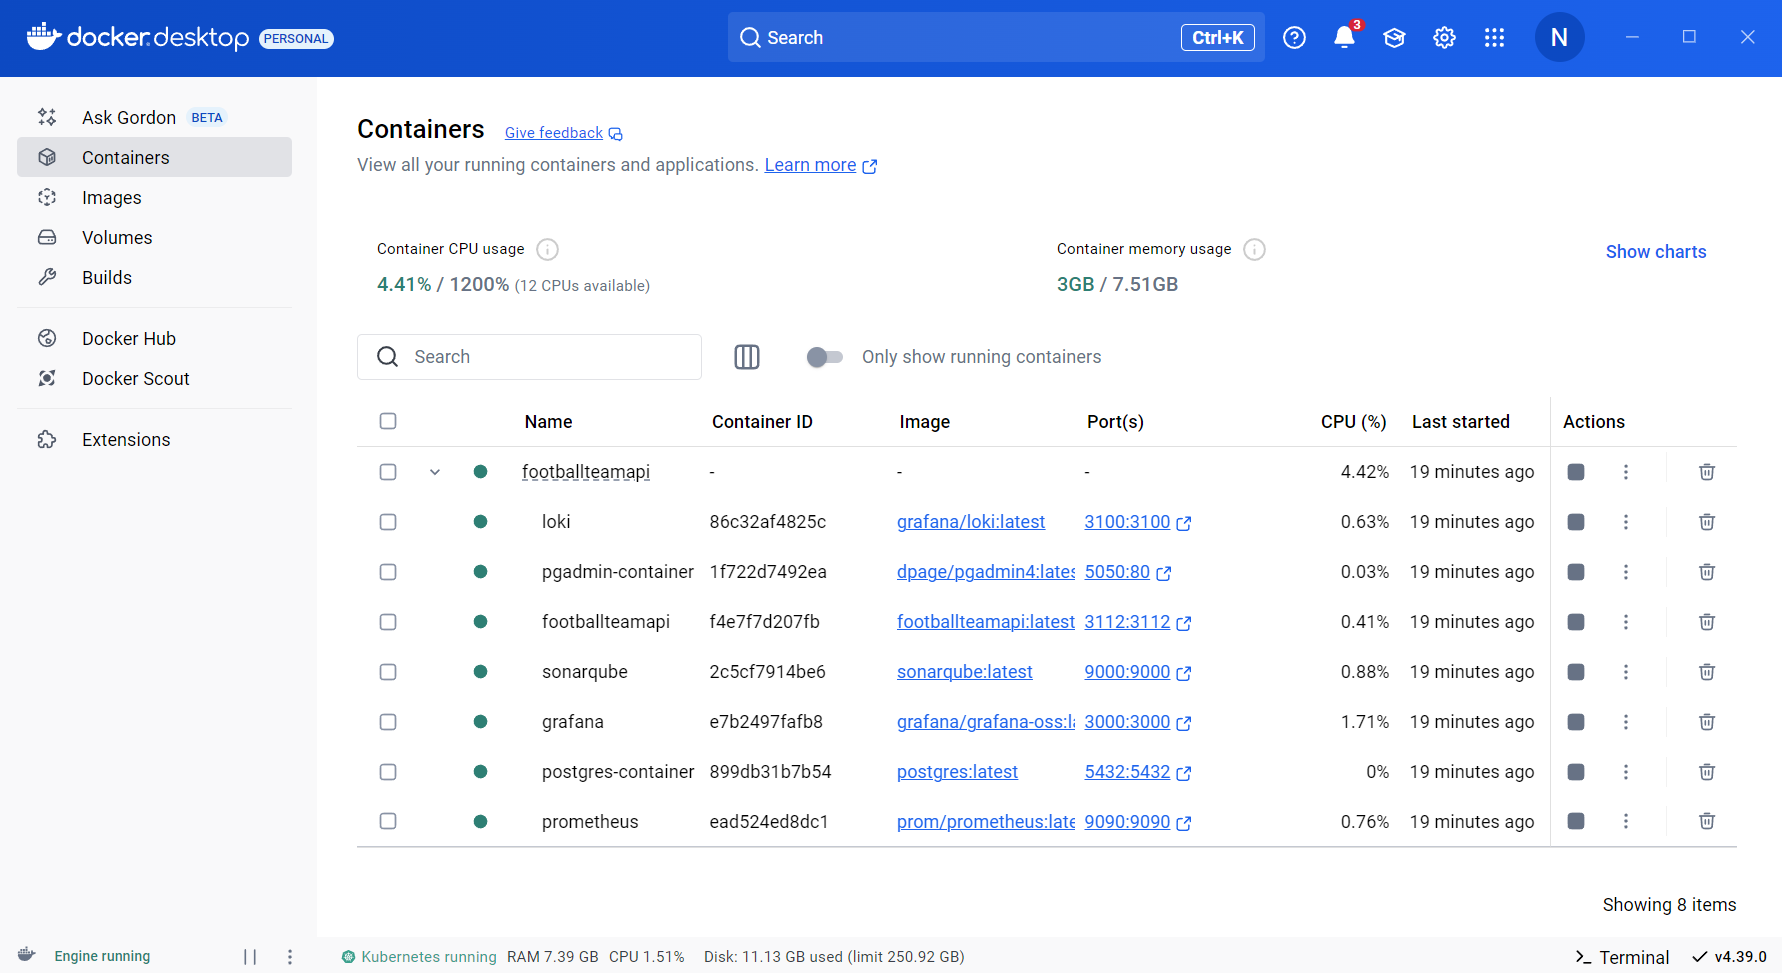 docker.desktop PERSONAL
Search Ctrl+K
3
N
Ask Gordon BETA
Containers
Images
Volumes
Builds
Docker Hub
Docker Scout
Extensions
Containers Give feedback
View all your running containers and applications. Learn more
Container CPU usage
4.41% / 1200% (12 CPUs available)
Container memory usage
3GB / 7.51GB
Show charts
Search
Only show running containers
Name Container ID Image Port(s) CPU (%) Last started Actions
footballteamapi - - - 4.42% 19 minutes ago
loki 86c32af4825c grafana/loki:latest 3100:3100 0.63% 19 minutes ago
pgadmin-container 1f722d7492ea dpage/pgadmin4:lates 5050:80 0.03% 19 minutes ago
footballteamapi f4e7f7d207fb footballteamapi:latest 3112:3112 0.41% 19 minutes ago
sonarqube 2c5cf7914be6 sonarqube:latest 9000:9000 0.88% 19 minutes ago
grafana e7b2497fafb8 grafana/grafana-oss:la 3000:3000 1.71% 19 minutes ago
postgres-container 899db31b7b54 postgres:latest 5432:5432 0% 19 minutes ago
prometheus ead524ed8dc1 prom/prometheus:late 9090:9090 0.76% 19 minutes ago
Showing 8 items
Engine running
Kubernetes running RAM 7.39 GB CPU 1.51% Disk: 11.13 GB used (limit 250.92 GB)
Terminal v4.39.0